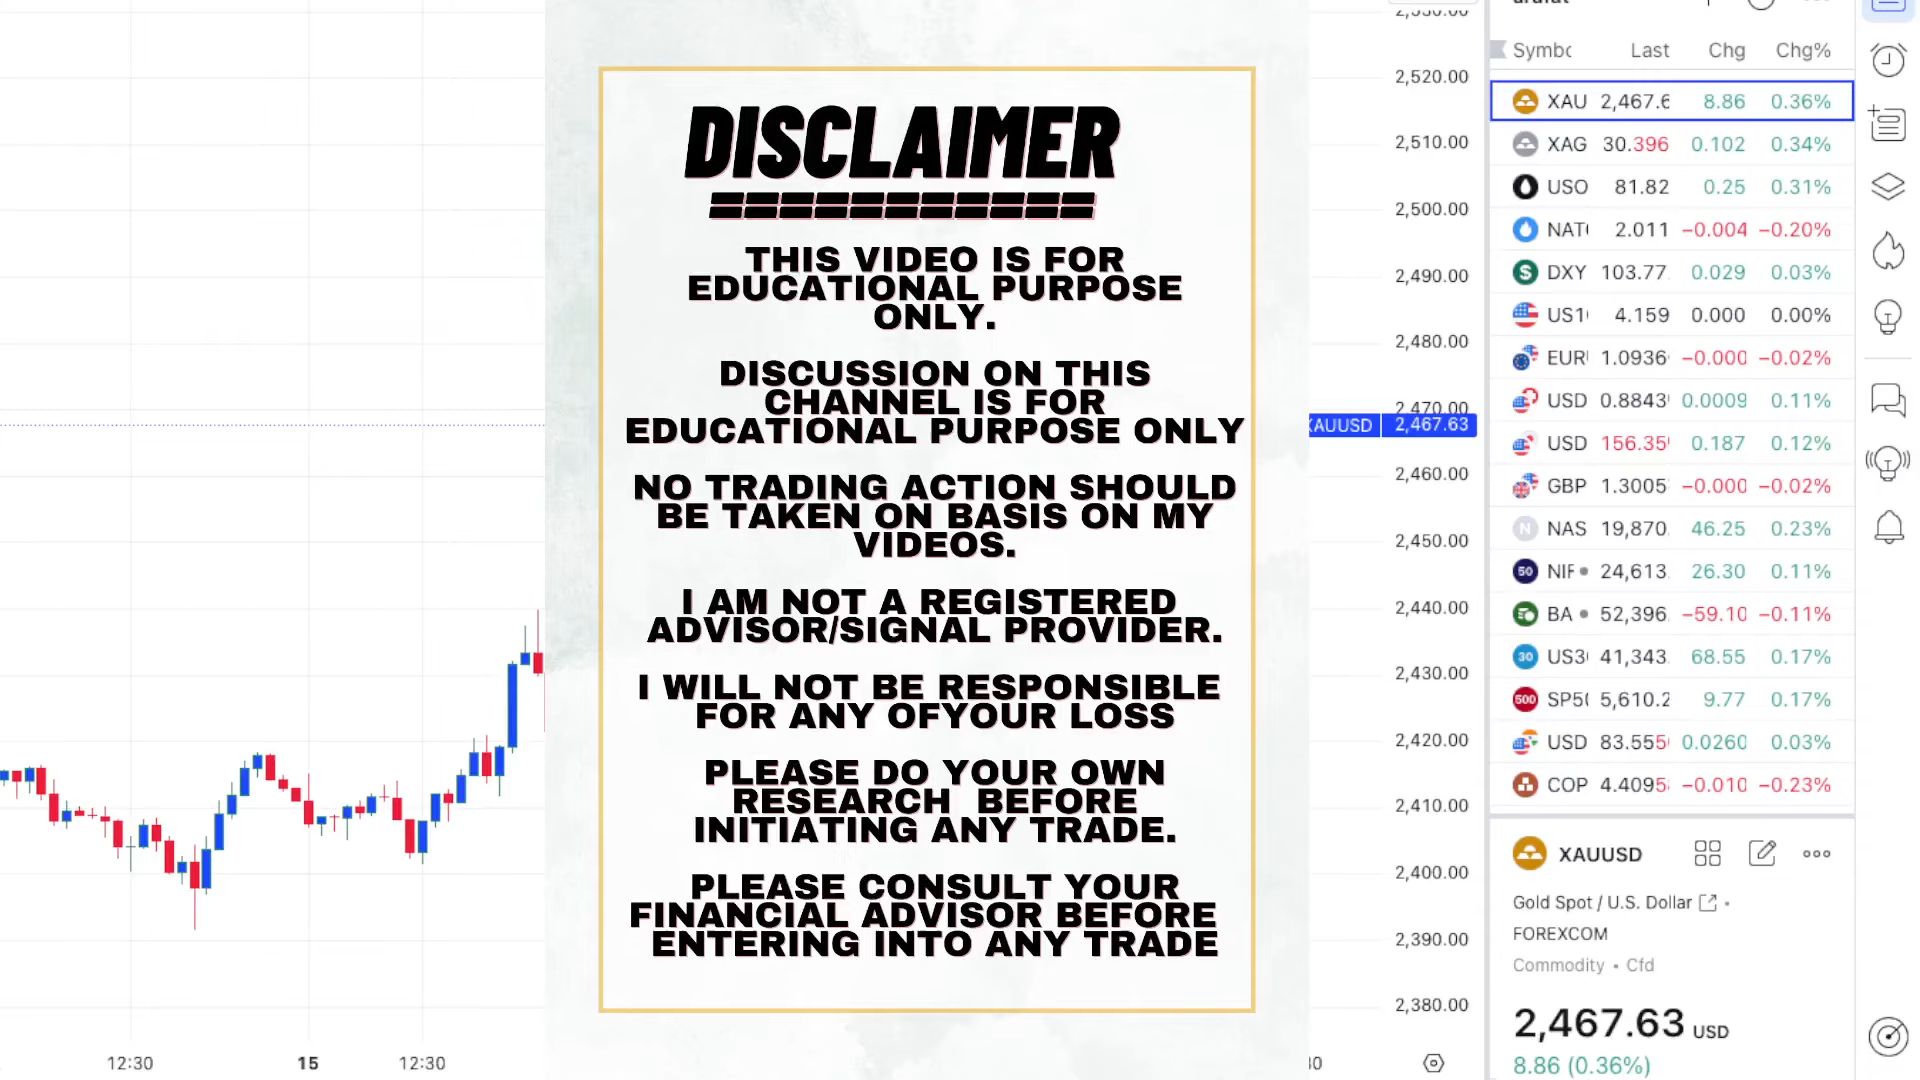 DISCLAIMER
===========
THIS VIDEO IS FOR
EDUCATIONAL PURPOSE
ONLY.
DISCUSSION ON THIS
CHANNEL IS FOR
EDUCATIONAL PURPOSE ONLY
NO TRADING ACTION SHOULD
BE TAKEN ON BASIS ON MY
VIDEOS.
I AM NOT A REGISTERED
ADVISOR/SIGNAL PROVIDER.
I WILL NOT BE RESPONSIBLE
FOR ANY OFYOUR LOSS
PLEASE DO YOUR OWN
RESEARCH BEFORE
INITIATING ANY TRADE.
PLEASE CONSULT YOUR
FINANCIAL ADVISOR BEFORE
ENTERING INTO ANY TRADE
12:30 15 12:30
2,520.00
2,510.00
2,500.00
2,490.00
2,480.00
2,470.00
XAUUSD 2,467.63
2,460.00
2,450.00
2,440.00
2,430.00
2,420.00
2,410.00
2,400.00
2,390.00
2,380.00
Last Chg Chg%
XAU 2,467.6 8.86 0.36%
XAG 30.396 0.102 0.34%
USO 81.82 0.25 0.31%
NAT 2.011 −0.004 −0.20%
DXY 103.77 0.029 0.03%
US1 4.159 0.000 0.00%
EUR 1.0936 −0.000 −0.02%
USD 0.8843 0.0009 0.11%
USD 156.35 0.187 0.12%
GBP 1.3005 −0.000 −0.02%
NAS 19,870. 46.25 0.23%
50 NIF 24,613. 26.30 0.11%
BA 52,396. −59.10 −0.11%
30 US3 41,343. 68.55 0.17%
500 SP5 5,610.2 9.77 0.17%
USD 83.555 0.0260 0.03%
COP 4.409 −0.010 −0.23%
XAUUSD
Gold Spot / U.S. Dollar
FOREXCOM
Commodity • Cfd
2,467.63 USD
8.86 (0.36%)